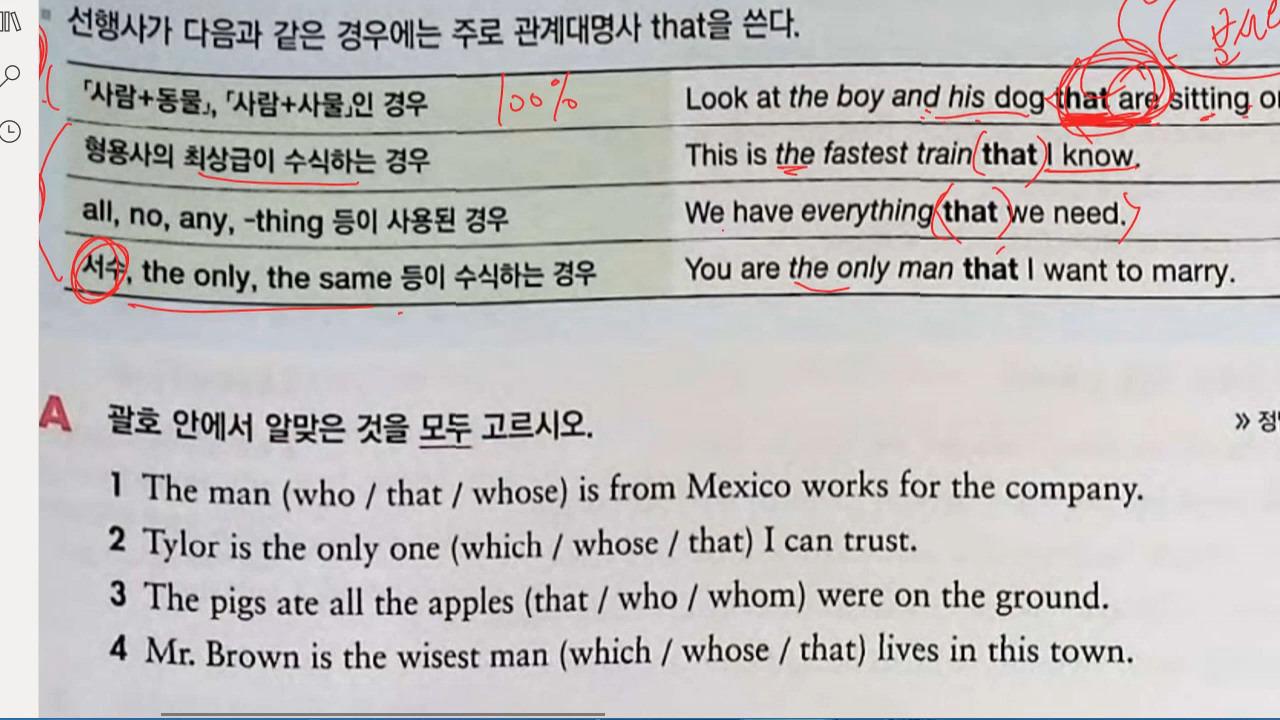 선행사가 다음과 같은 경우에는 주로 관계대명사 that을 쓴다.
「사람+동물」, 「사람+사물」인 경우 100% Look at the boy and his dog that are sitting
형용사의 최상급이 수식하는 경우 This is the fastest train that I know.
all, no, any, -thing 등이 사용된 경우 We have everything that we need.
서수, the only, the same 등이 수식하는 경우 You are the only man that I want to marry.
A 괄호 안에서 알맞은 것을 모두 고르시오.
1 The man (who / that / whose) is from Mexico works for the company.
2 Tylor is the only one (which / whose / that) I can trust.
3 The pigs ate all the apples (that / who / whom) were on the ground.
4 Mr. Brown is the wisest man (which / whose / that) lives in this town.